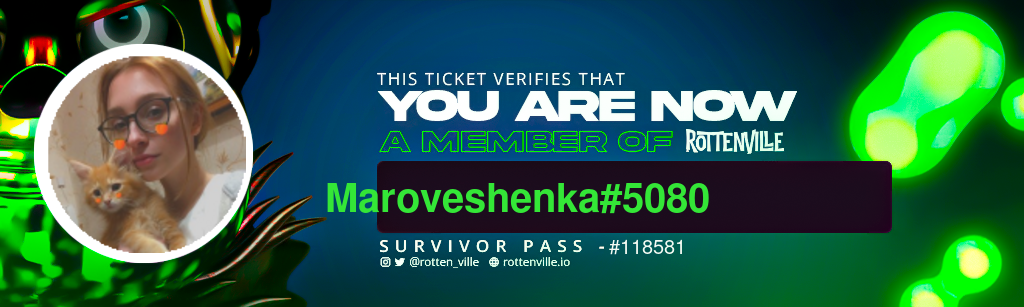 THIS TICKET VERIFIES THAT
YOU ARE NOW
A MEMBER OF ROTTENVILLE
Maroveshenka#5080
SURVIVOR PASS - #118581
@rotten_ville rottenville.io